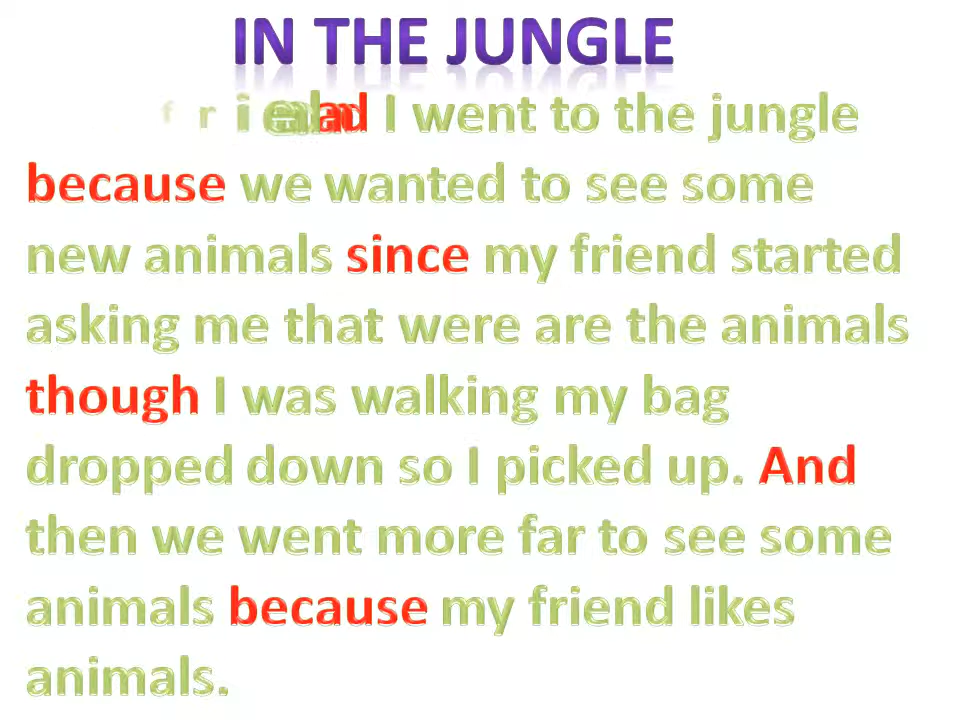 IN THE JUNGLE
I went to the jungle
because we wanted to see some
new animals since my friend started
asking me that were are the animals
though I was walking my bag
dropped down so I picked up. And
then we went more far to see some
animals because my friend likes
animals.